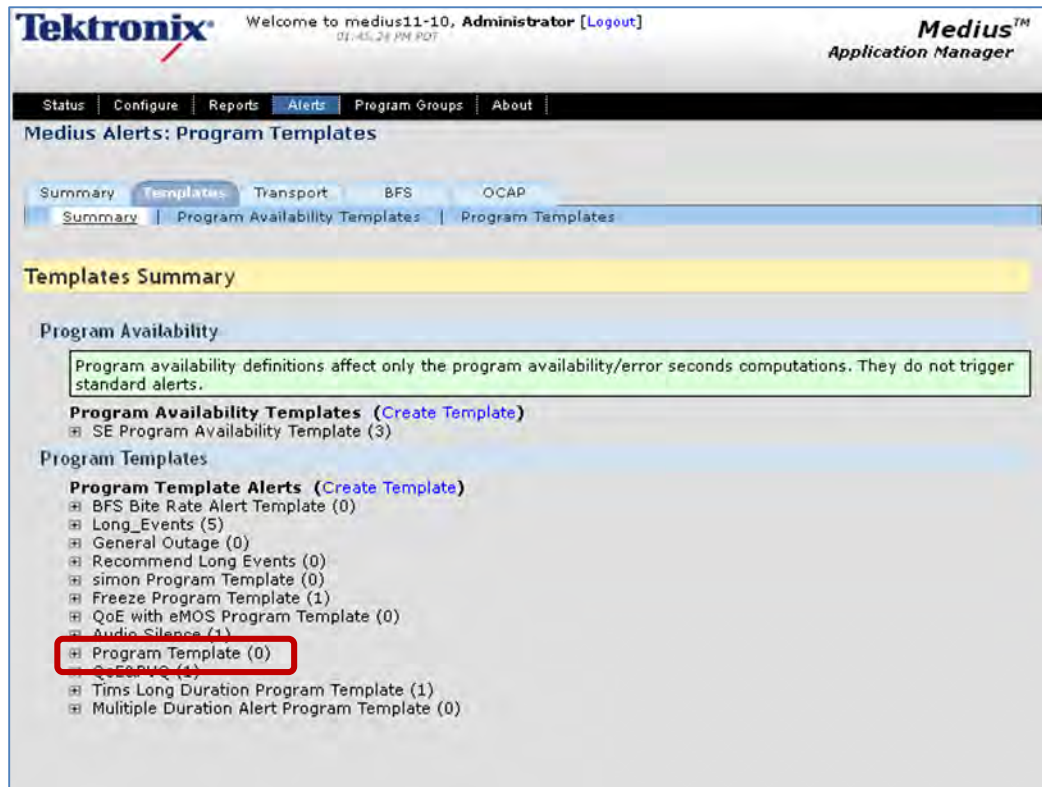 Tektronix
Welcome to medius11-10, Administrator [Logout]
01:45:24 PM PDT
Medius™
Application Manager
Status Configure Reports Alerts Program Groups About
Medius Alerts: Program Templates
Summary Templates Transport BFS OCAP
Summary | Program Availability Templates | Program Templates
Templates Summary
Program Availability
Program availability definitions affect only the program availability/error seconds computations. They do not trigger
standard alerts.
Program Availability Templates (Create Template)
SE Program Availability Template (3)
Program Templates
Program Template Alerts (Create Template)
BFS Bite Rate Alert Template (0)
Long_Events (5)
General Outage (0)
Recommend Long Events (0)
simon Program Template (0)
Freeze Program Template (1)
QoE with eMOS Program Template (0)
Audio Silence (1)
Program Template (0)
QoE&PVQ (1)
Tims Long Duration Program Template (1)
Mulitiple Duration Alert Program Template (0)